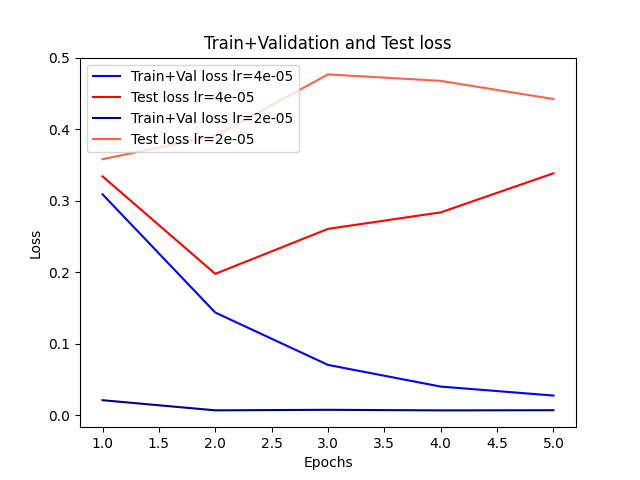 Train+Validation and Test loss
Train+Val loss lr=4e-05
Test loss lr=4e-05
Train+Val loss lr=2e-05
Test loss lr=2e-05
Loss
0.5
0.4
0.3
0.2
0.1
0.0
1.0 1.5 2.0 2.5 3.0 3.5 4.0 4.5 5.0
Epochs